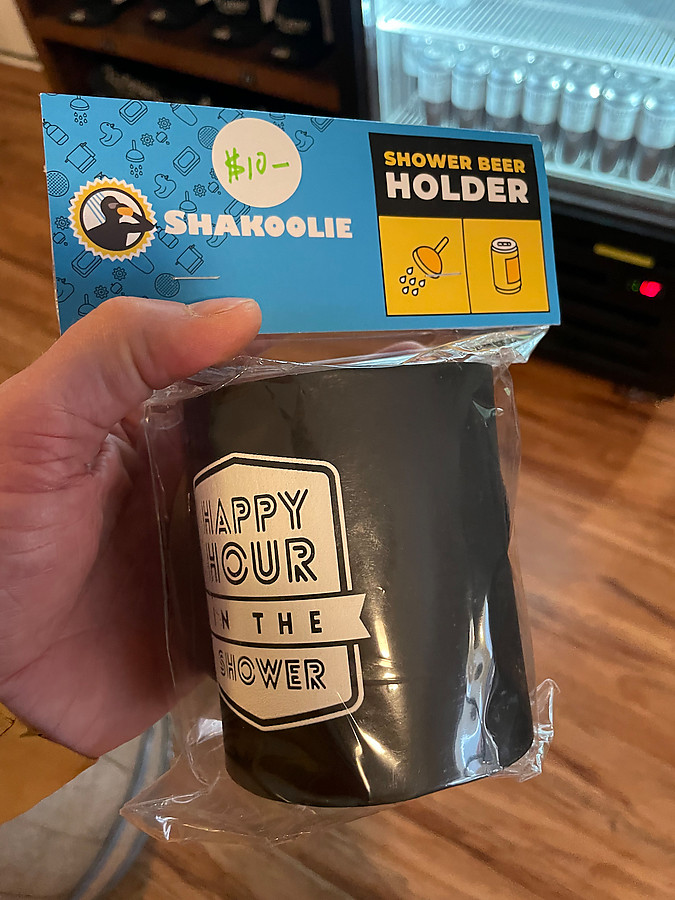 $10-
SHAKOOLIE
SHOWER BEER
HOLDER
HAPPY
HOUR
IN THE
SHOWER